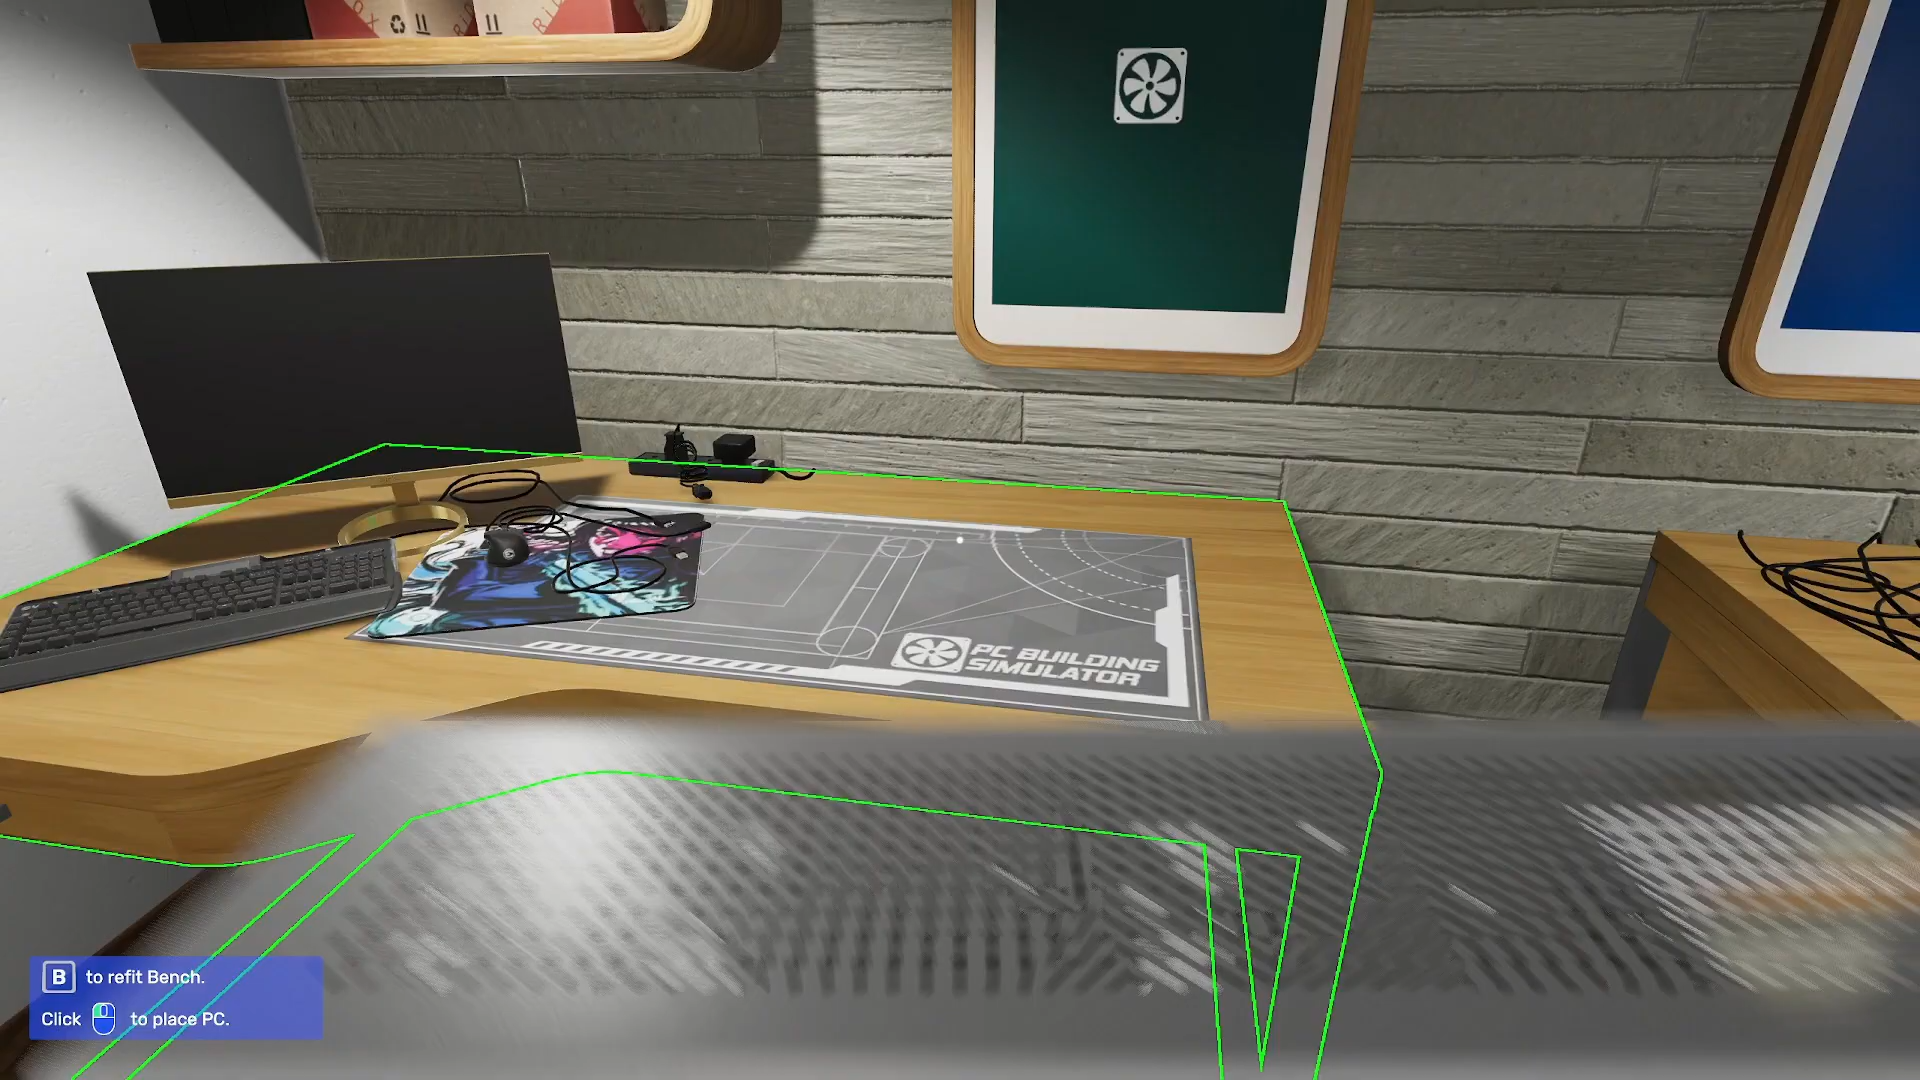 B to refit Bench.
Click to place PC.
PC BUILDING
SIMULATOR